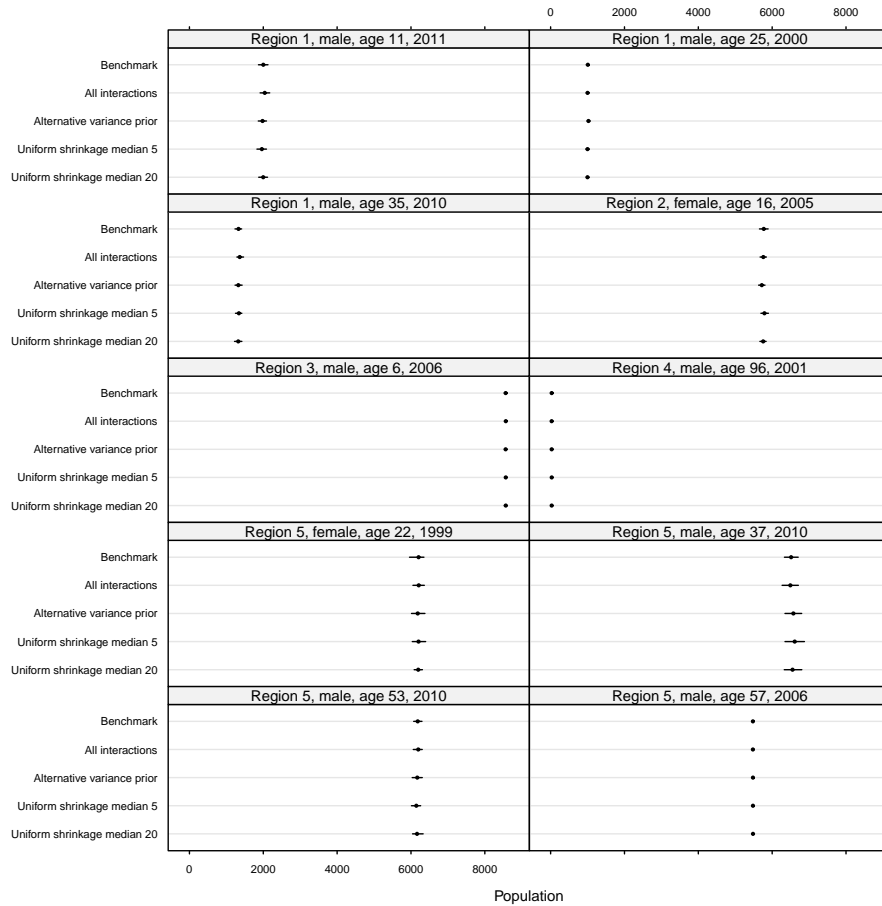 0 2000 4000 6000 8000
Region 1, male, age 11, 2011 Region 1, male, age 25, 2000
Benchmark
All interactions
Alternative variance prior
Uniform shrinkage median 5
Uniform shrinkage median 20
Region 1, male, age 35, 2010 Region 2, female, age 16, 2005
Benchmark
All interactions
Alternative variance prior
Uniform shrinkage median 5
Uniform shrinkage median 20
Region 3, male, age 6, 2006 Region 4, male, age 96, 2001
Benchmark
All interactions
Alternative variance prior
Uniform shrinkage median 5
Uniform shrinkage median 20
Region 5, female, age 22, 1999 Region 5, male, age 37, 2010
Benchmark
All interactions
Alternative variance prior
Uniform shrinkage median 5
Uniform shrinkage median 20
Region 5, male, age 53, 2010 Region 5, male, age 57, 2006
Benchmark
All interactions
Alternative variance prior
Uniform shrinkage median 5
Uniform shrinkage median 20
0 2000 4000 6000 8000
Population